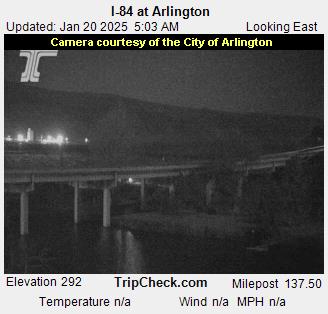 I-84 at Arlington
Updated: Jan 20 2025 5:03 AM Looking East
Camera courtesy of the City of Arlington
Elevation 292 TripCheck.com Milepost 137.50
Temperature n/a Wind n/a MPH n/a